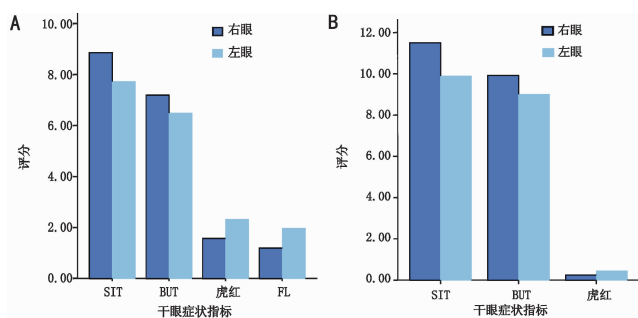 A
10.00
8.00
6.00
4.00
2.00
0.00
评分
右眼
左眼
SIT BUT 虎红 FL
干眼症状指标
B
12.00
10.00
8.00
6.00
4.00
2.00
0.00
评分
右眼
左眼
SIT BUT 虎红
干眼症状指标